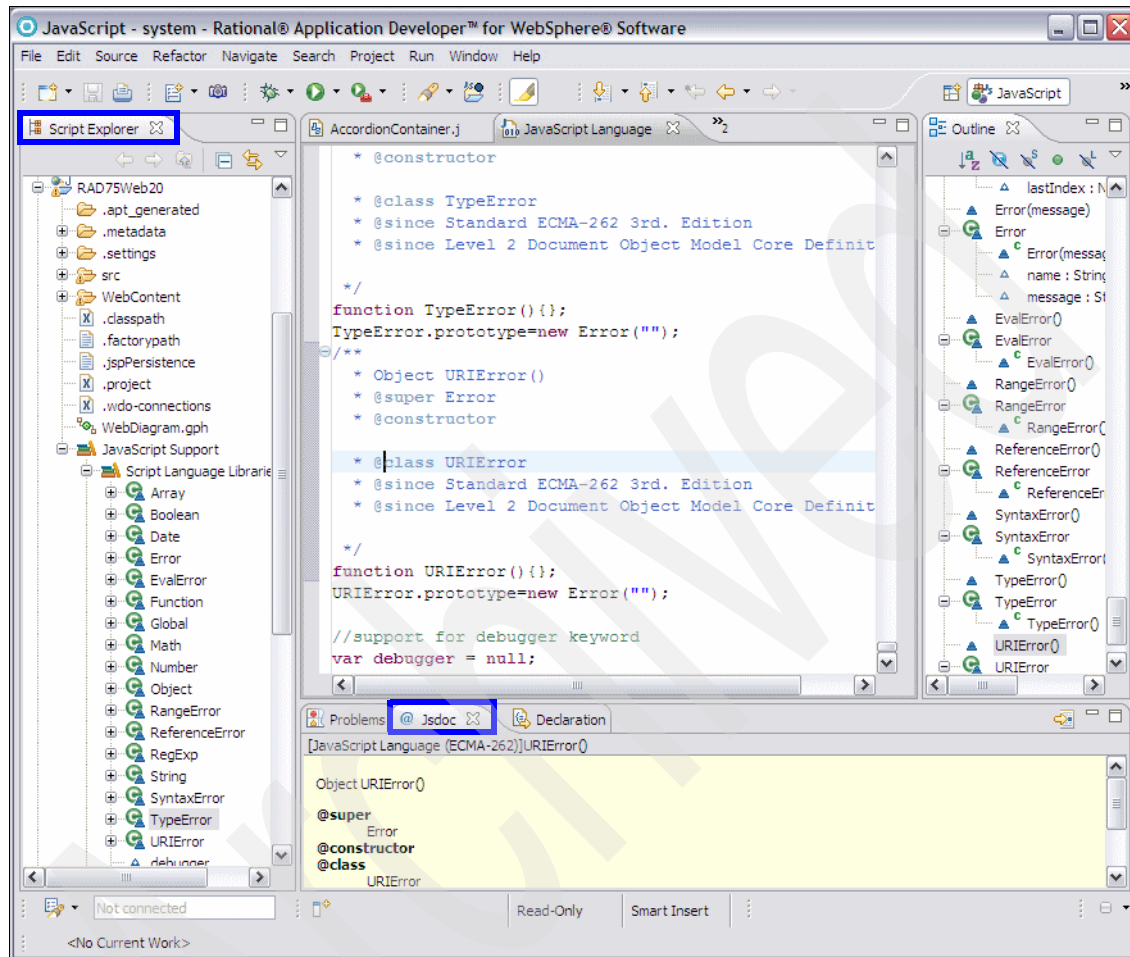 JavaScript - system - Rational® Application Developer™ for WebSphere® Software
File Edit Source Refactor Navigate Search Project Run Window Help
JavaScript
Script Explorer
RAD75Web20
.apt_generated
.metadata
.settings
src
WebContent
.classpath
.factorypath
.jspPersistence
.project
.wdo-connections
WebDiagram.gph
JavaScript Support
Script Language Librarie
Array
Boolean
Date
Error
EvalError
Function
Global
Math
Number
Object
RangeError
ReferenceError
RegExp
String
SyntaxError
TypeError
URIError
debugger
AccordionContainer.j
JavaScript Language
»2
* @constructor
* @class TypeError
* @since Standard ECMA-262 3rd. Edition
* @since Level 2 Document Object Model Core Definit
*/
function TypeError(){};
TypeError.prototype=new Error("");
/**
* Object URIError()
* @super Error
* @constructor
* @class URIError
* @since Standard ECMA-262 3rd. Edition
* @since Level 2 Document Object Model Core Definit
*/
function URIError(){};
URIError.prototype=new Error("");
//support for debugger keyword
var debugger = null;
Outline
lastIndex : N
Error(message)
Error
Error(messag
name : String
message : St
EvalError()
EvalError
EvalError()
RangeError()
RangeError
RangeError(
ReferenceError()
ReferenceError
ReferenceEr
SyntaxError()
SyntaxError
SyntaxError(
TypeError()
TypeError
TypeError()
URIError()
URIError
Problems @ Jsdoc Declaration
[JavaScript Language (ECMA-262)]URIError()
Object URIError()
@super
Error
@constructor
@class
URIError
Not connected
Read-Only
Smart Insert
<No Current Work>